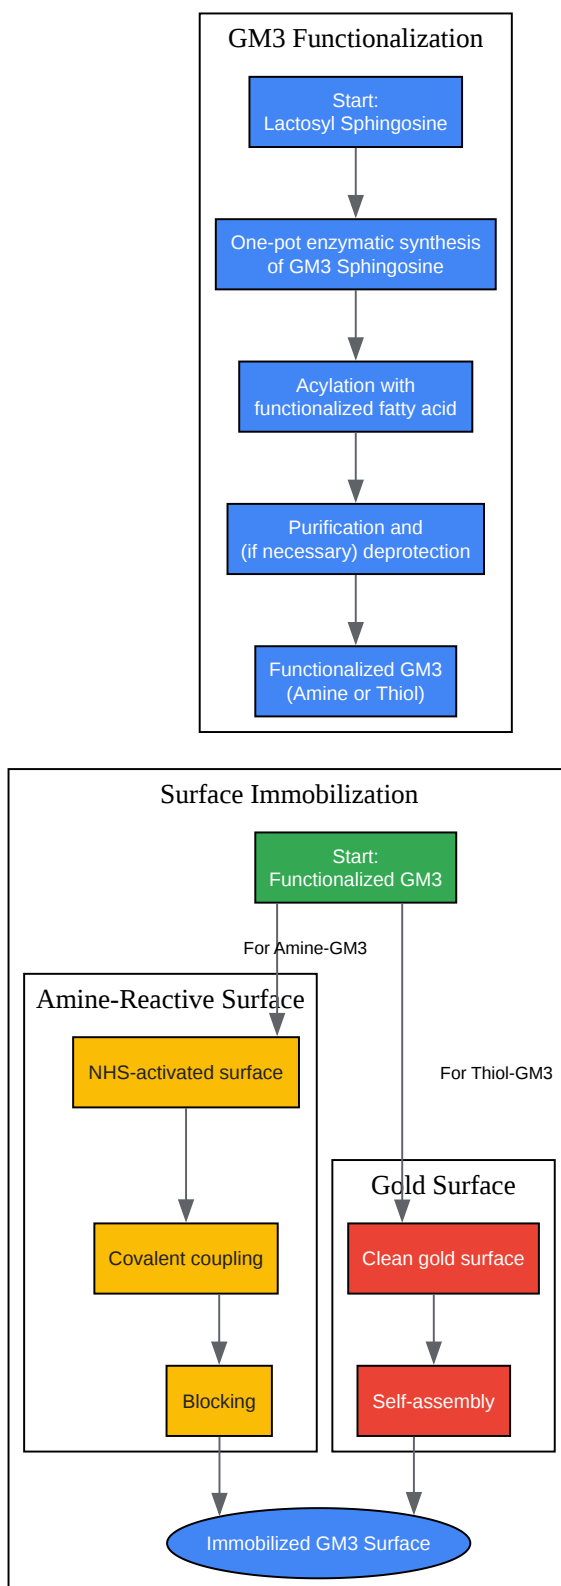 GM3 Functionalization
Start:
Lactosyl Sphingosine
One-pot enzymatic synthesis
of GM3 Sphingosine
Acylation with
functionalized fatty acid
Purification and
(if necessary) deprotection
Functionalized GM3
(Amine or Thiol)
Surface Immobilization
Start:
Functionalized GM3
For Amine-GM3
Amine-Reactive Surface
NHS-activated surface
For Thiol-GM3
Gold Surface
Covalent coupling
Clean gold surface
Blocking
Self-assembly
Immobilized GM3 Surface